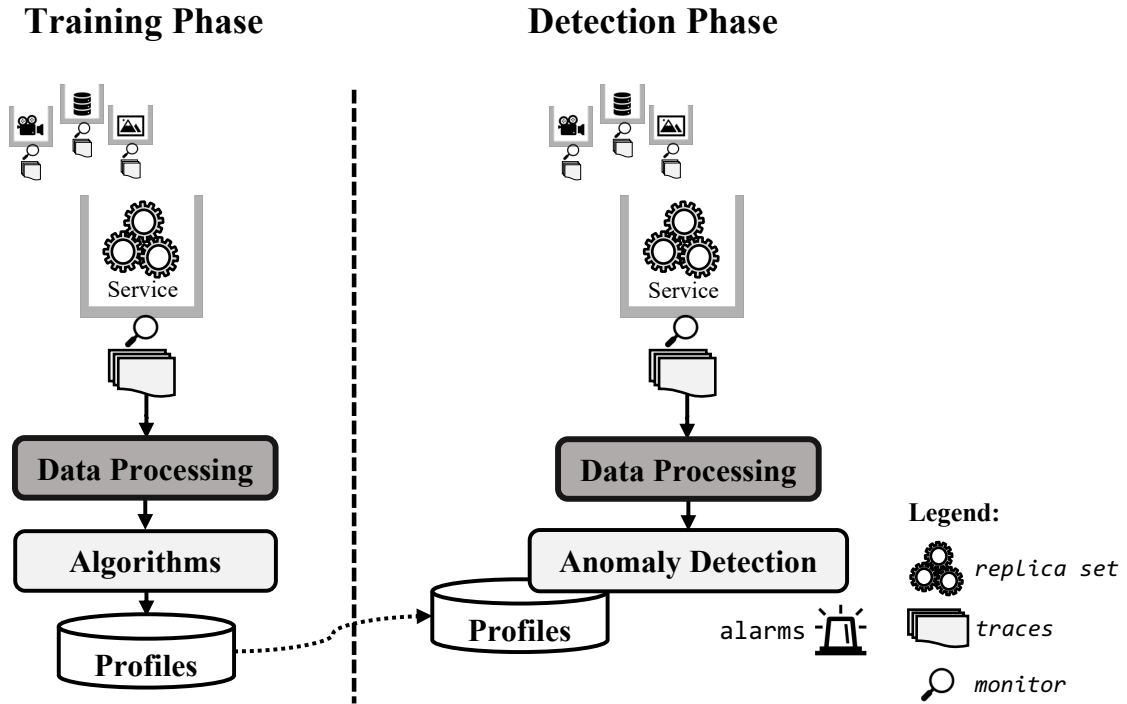 Training Phase
Detection Phase
Service
Service
Data Processing
Data Processing
Algorithms
Anomaly Detection
Profiles
Profiles
alarms
Legend:
replica set
traces
monitor